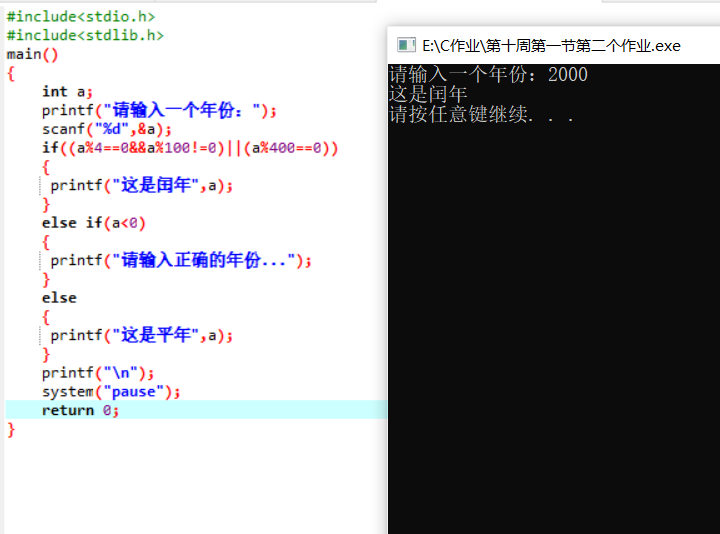 #include<stdio.h>
#include<stdlib.h>
main()
{
int a;
printf("请输入一个年份：");
scanf("%d",&a);
if((a%4==0&&a%100!=0)||(a%400==0))
{
printf("这是闰年",a);
}
else if(a<0)
{
printf("请输入正确的年份...");
}
else
{
printf("这是平年",a);
}
printf("\n");
system("pause");
return 0;
}
E:\C作业\第十周第一节第二个作业.exe
请输入一个年份：2000
这是闰年
请按任意键继续. . .